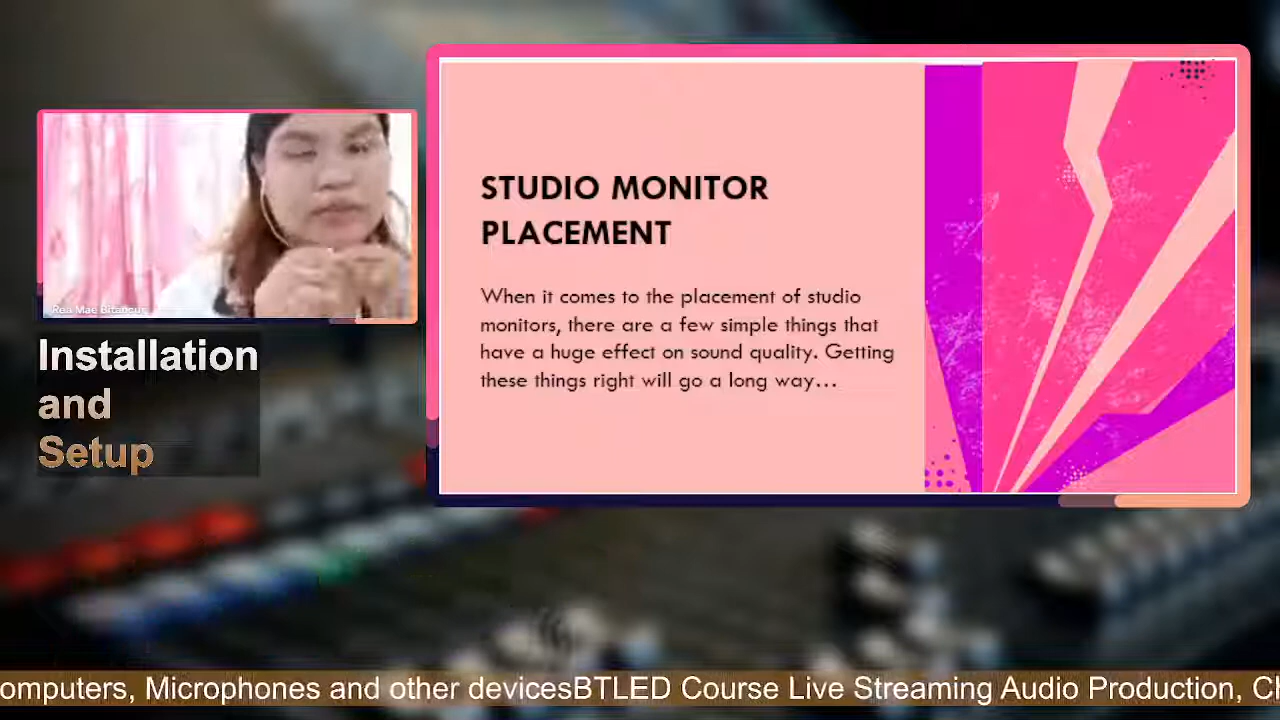 STUDIO MONITOR
PLACEMENT
When it comes to the placement of studio
monitors, there are a few simple things that
have a huge effect on sound quality. Getting
these things right will go a long way...
Rea Mae
Installation
and
Setup
omputers, Microphones and other devicesBTLED Course Live Streaming Audio Production, Ch